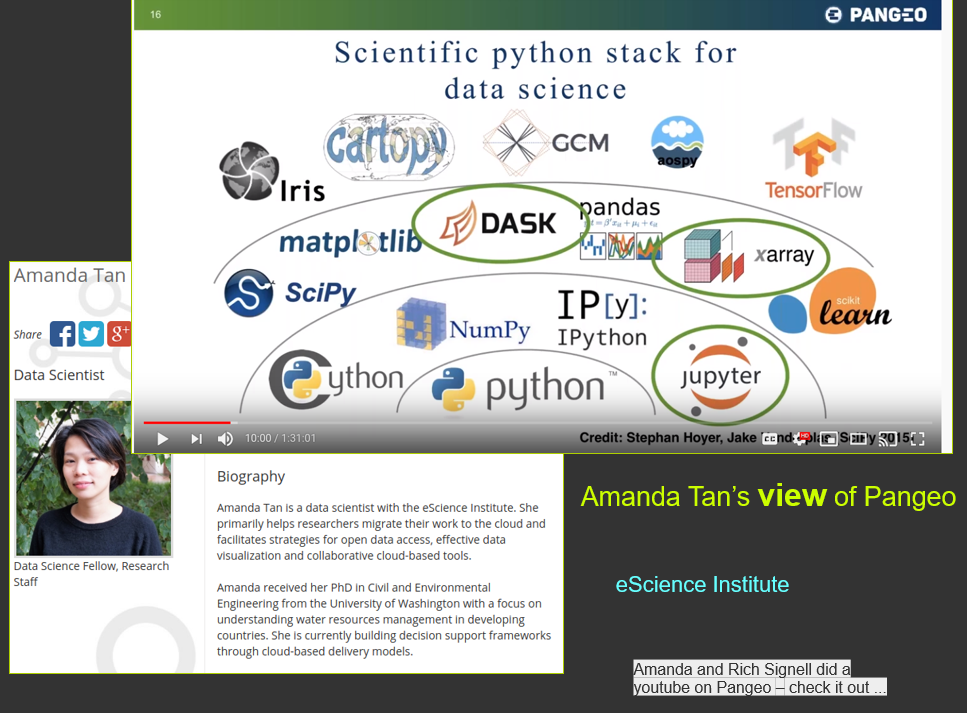 16
PANGEO
Scientific python stack for
data science
Iris
cartopy
GCM
aospy
TensorFlow
matplotlib
DASK
pandas
xarray
SciPy
NumPy
IP[y]:
IPython
scikit
learn
Cython
python™
jupyter
10:00 / 1:31:01
Credit: Stephan Hoyer, Jake
SciPy 2015
Amanda Tan
Share
Data Scientist
Data Science Fellow, Research
Staff
Biography
Amanda Tan is a data scientist with the eScience Institute. She
primarily helps researchers migrate their work to the cloud and
facilitates strategies for open data access, effective data
visualization and collaborative cloud-based tools.
Amanda received her PhD in Civil and Environmental
Engineering from the University of Washington with a focus on
understanding water resources management in developing
countries. She is currently building decision support frameworks
through cloud-based delivery models.
Amanda Tan’s view of Pangeo
eScience Institute
Amanda and Rich Signell did a
youtube on Pangeo – check it out ...